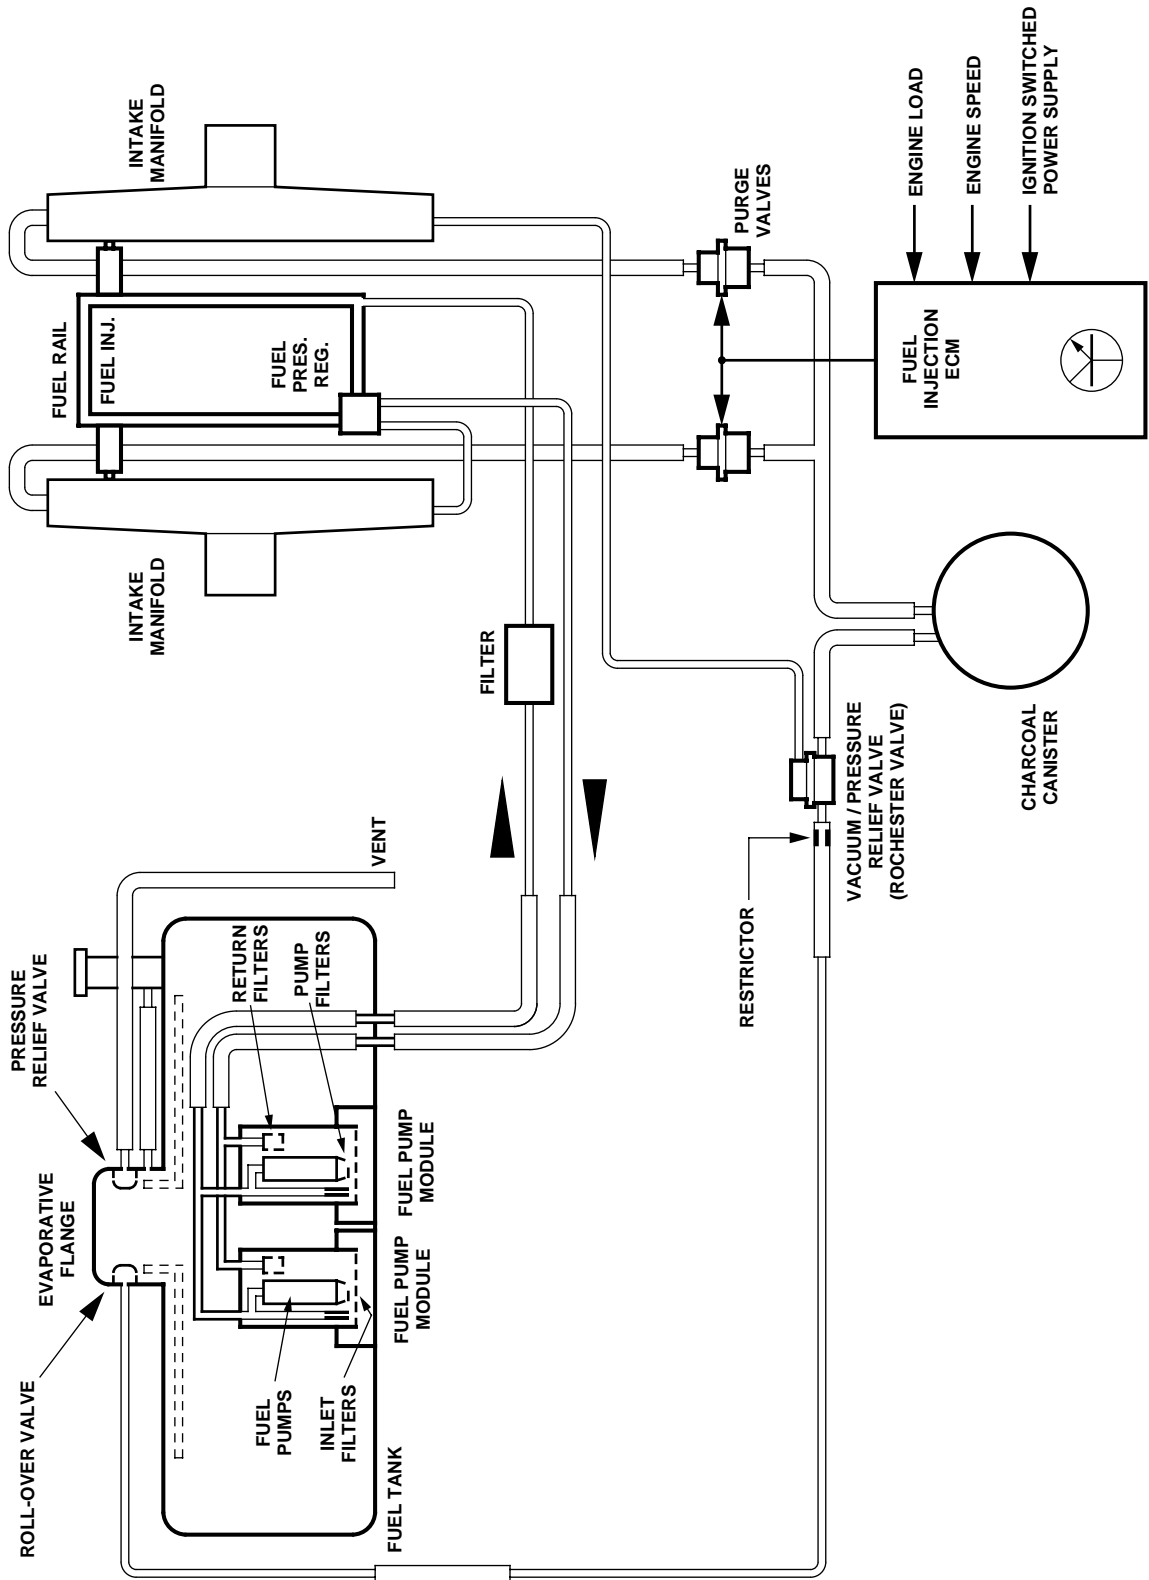 ROLL-OVER VALVE
EVAPORATIVE
FLANGE
PRESSURE
RELIEF VALVE
VENT
RETURN
FILTERS
PUMP
FILTERS
FUEL
PUMPS
INLET
FILTERS
FUEL PUMP
MODULE
FUEL PUMP
MODULE
FUEL TANK
INTAKE
MANIFOLD
INTAKE
MANIFOLD
FUEL RAIL
FUEL INJ.
FUEL
PRES.
REG.
FILTER
PURGE
VALVES
RESTRICTOR
VACUUM / PRESSURE
RELIEF VALVE
(ROCHESTER VALVE)
CHARCOAL
CANISTER
FUEL
INJECTION
ECM
ENGINE LOAD
ENGINE SPEED
IGNITION SWITCHED
POWER SUPPLY